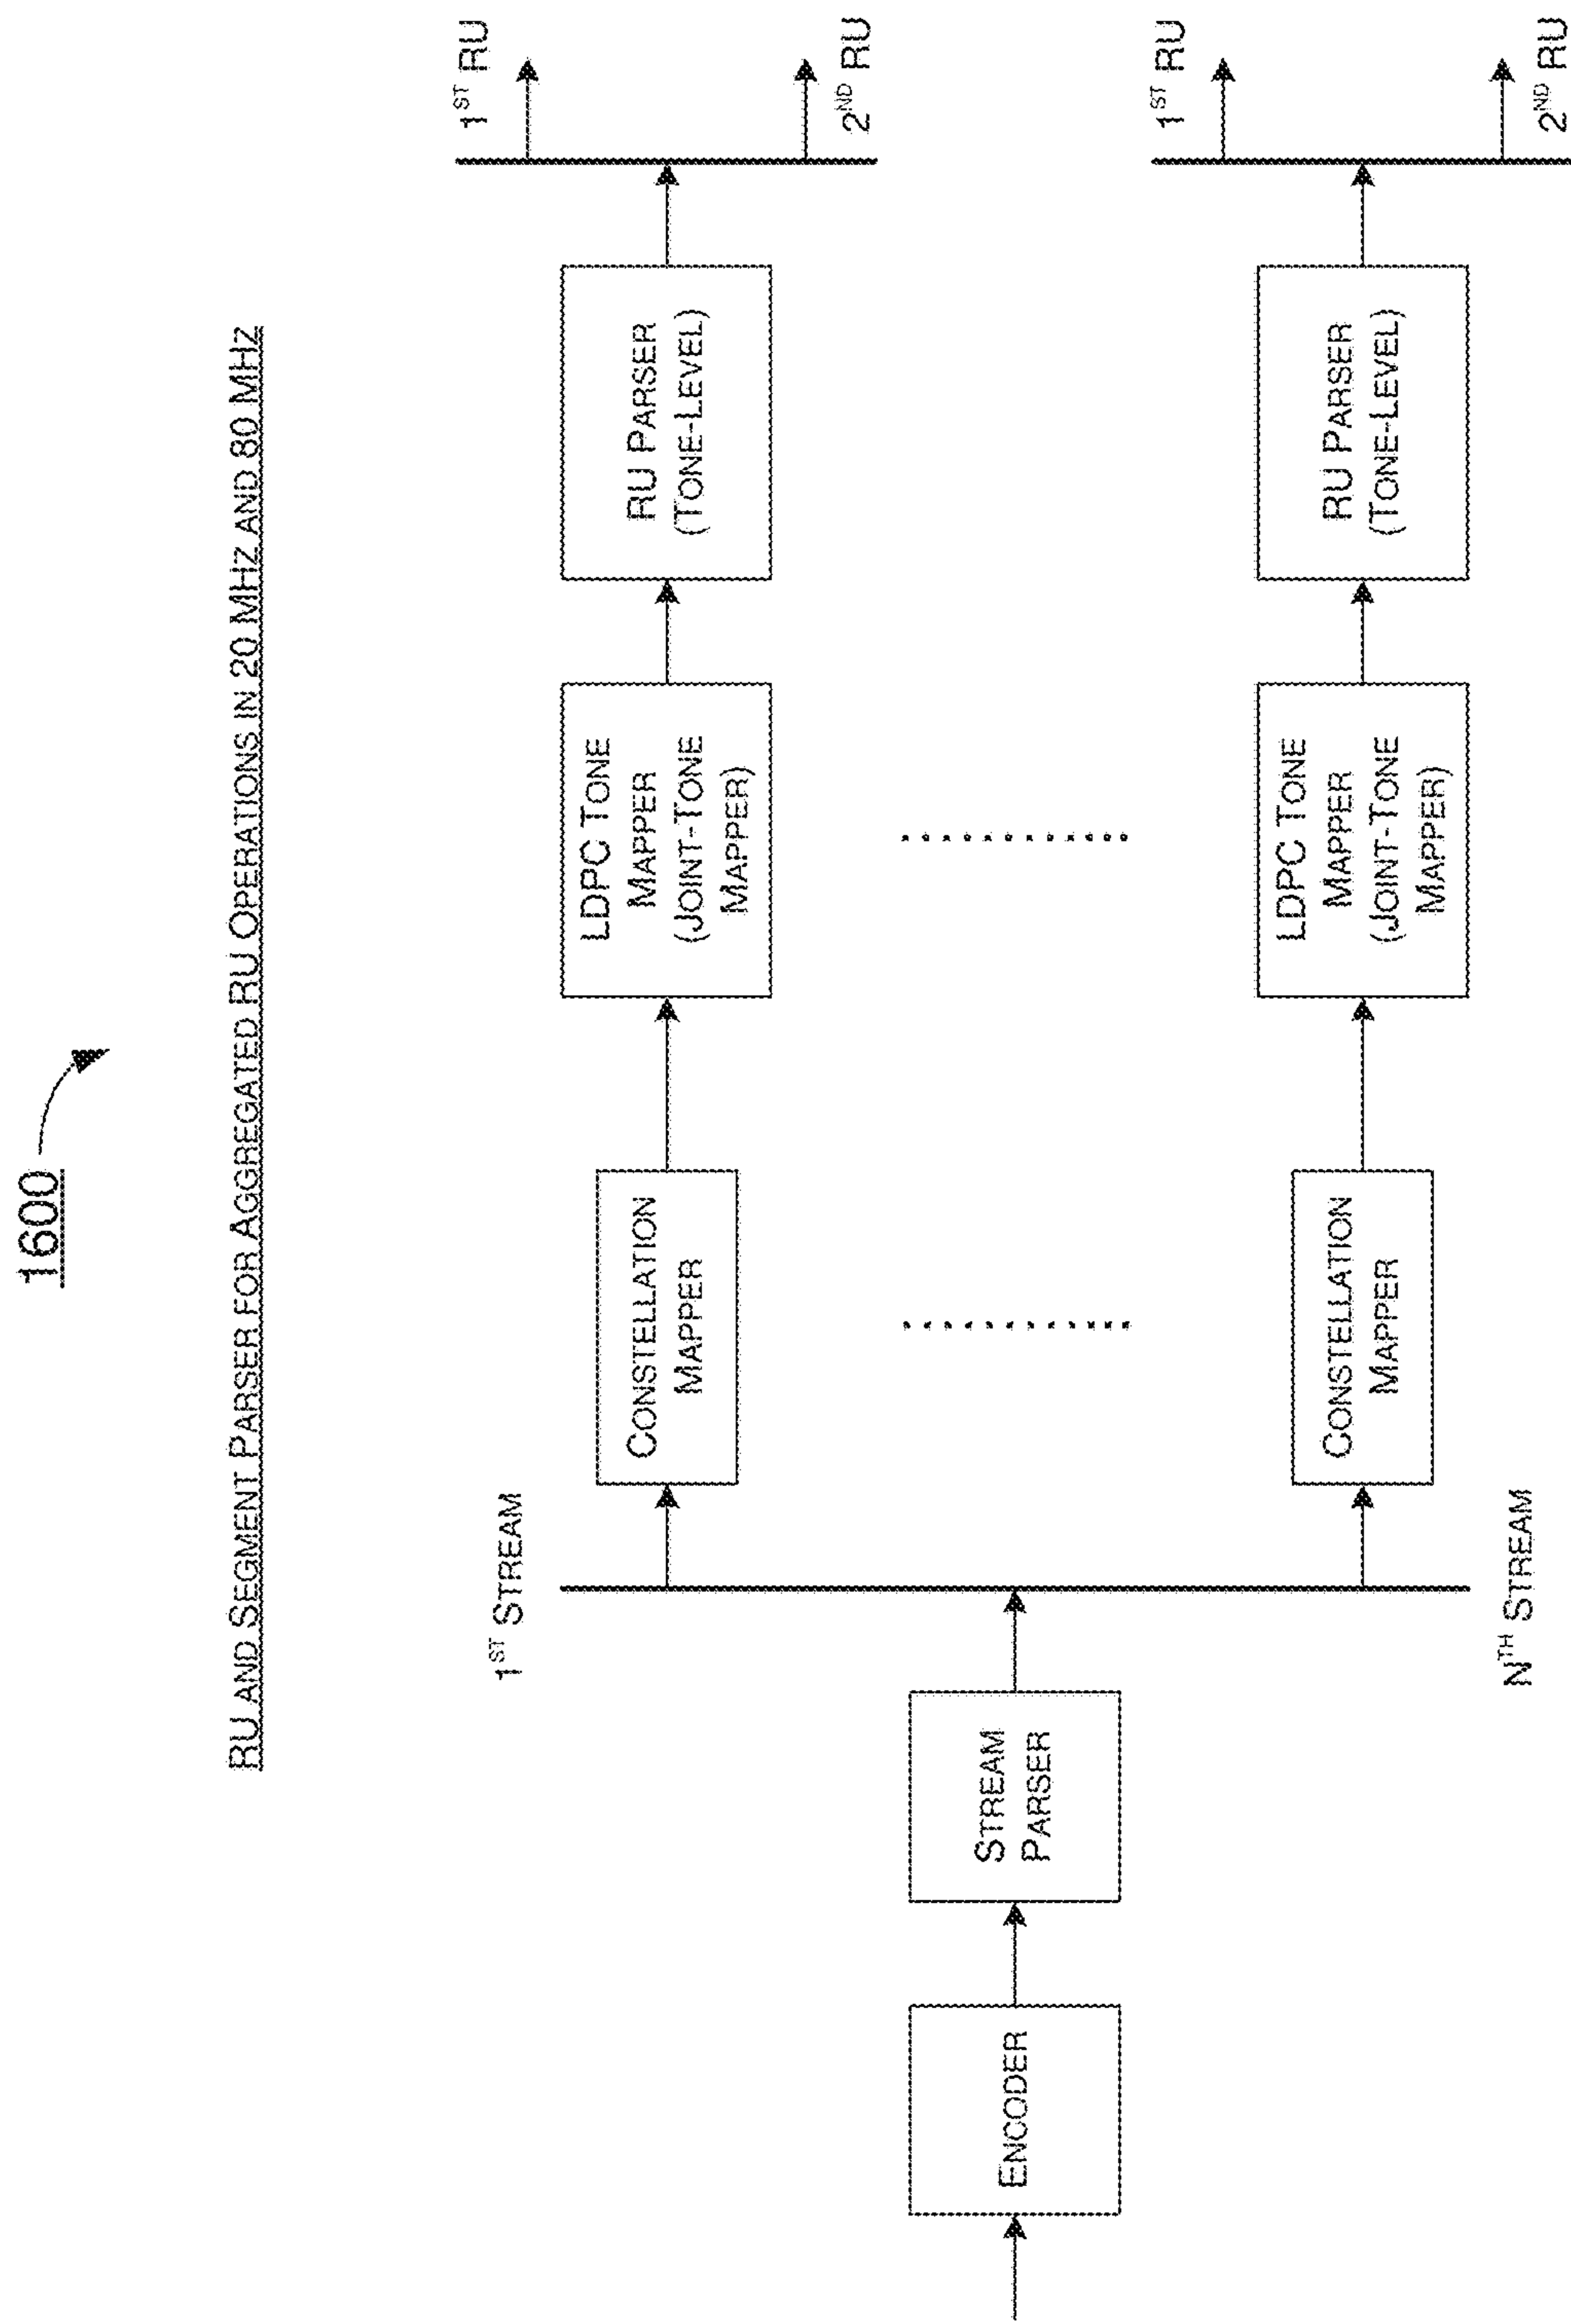 1600
RU AND SEGMENT PARSER FOR AGGREGATED RU OPERATIONS IN 20 MHZ AND 80 MHZ
ENCODER
STREAM
PARSER
1ST STREAM
CONSTELLATION
MAPPER
LDPC TONE
MAPPER
(JOINT-TONE
MAPPER)
RU PARSER
(TONE-LEVEL)
1ST RU
2ND RU
NTH STREAM
CONSTELLATION
MAPPER
LDPC TONE
MAPPER
(JOINT-TONE
MAPPER)
RU PARSER
(TONE-LEVEL)
1ST RU
2ND RU